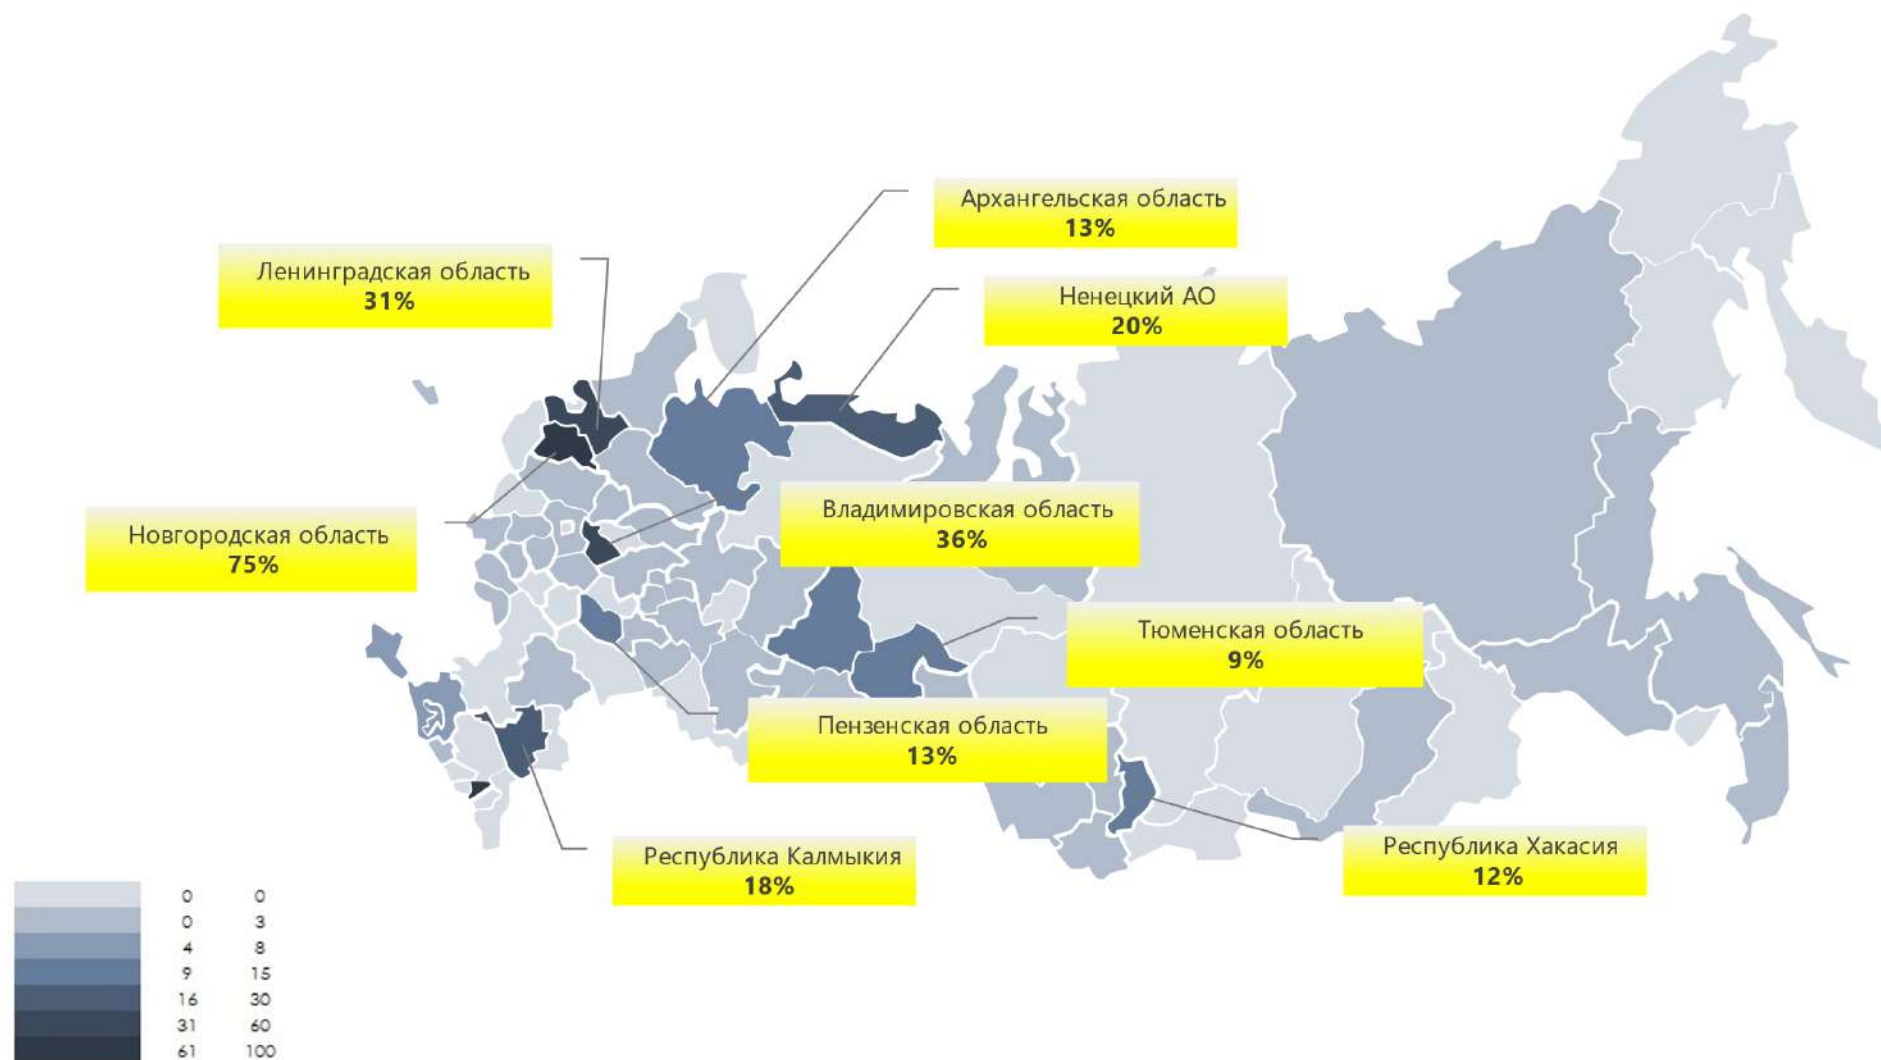 Архангельская область
13%
Ленинградская область
31%
Ненецкий АО
20%
Новгородская область
75%
Владимировская область
36%
Тюменская область
9%
Пензенская область
13%
Республика Калмыкия
18%
Республика Хакасия
12%
0 0
0 3
4 8
9 15
16 30
31 60
61 100